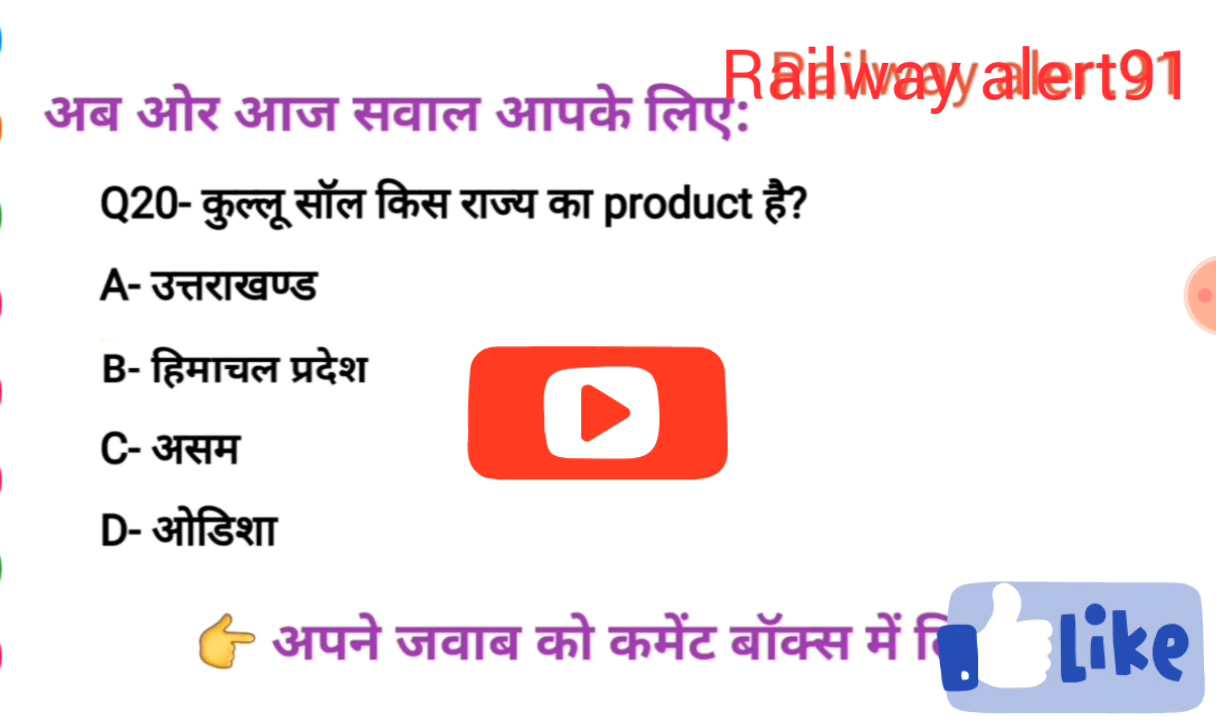 Railway alert91
अब ओर आज सवाल आपके लिए:
Q20- कुल्लू सॉल किस राज्य का product है?
A- उत्तराखण्ड
B- हिमाचल प्रदेश
C- असम
D- ओडिशा
👉 अपने जवाब को कमेंट बॉक्स में
Like